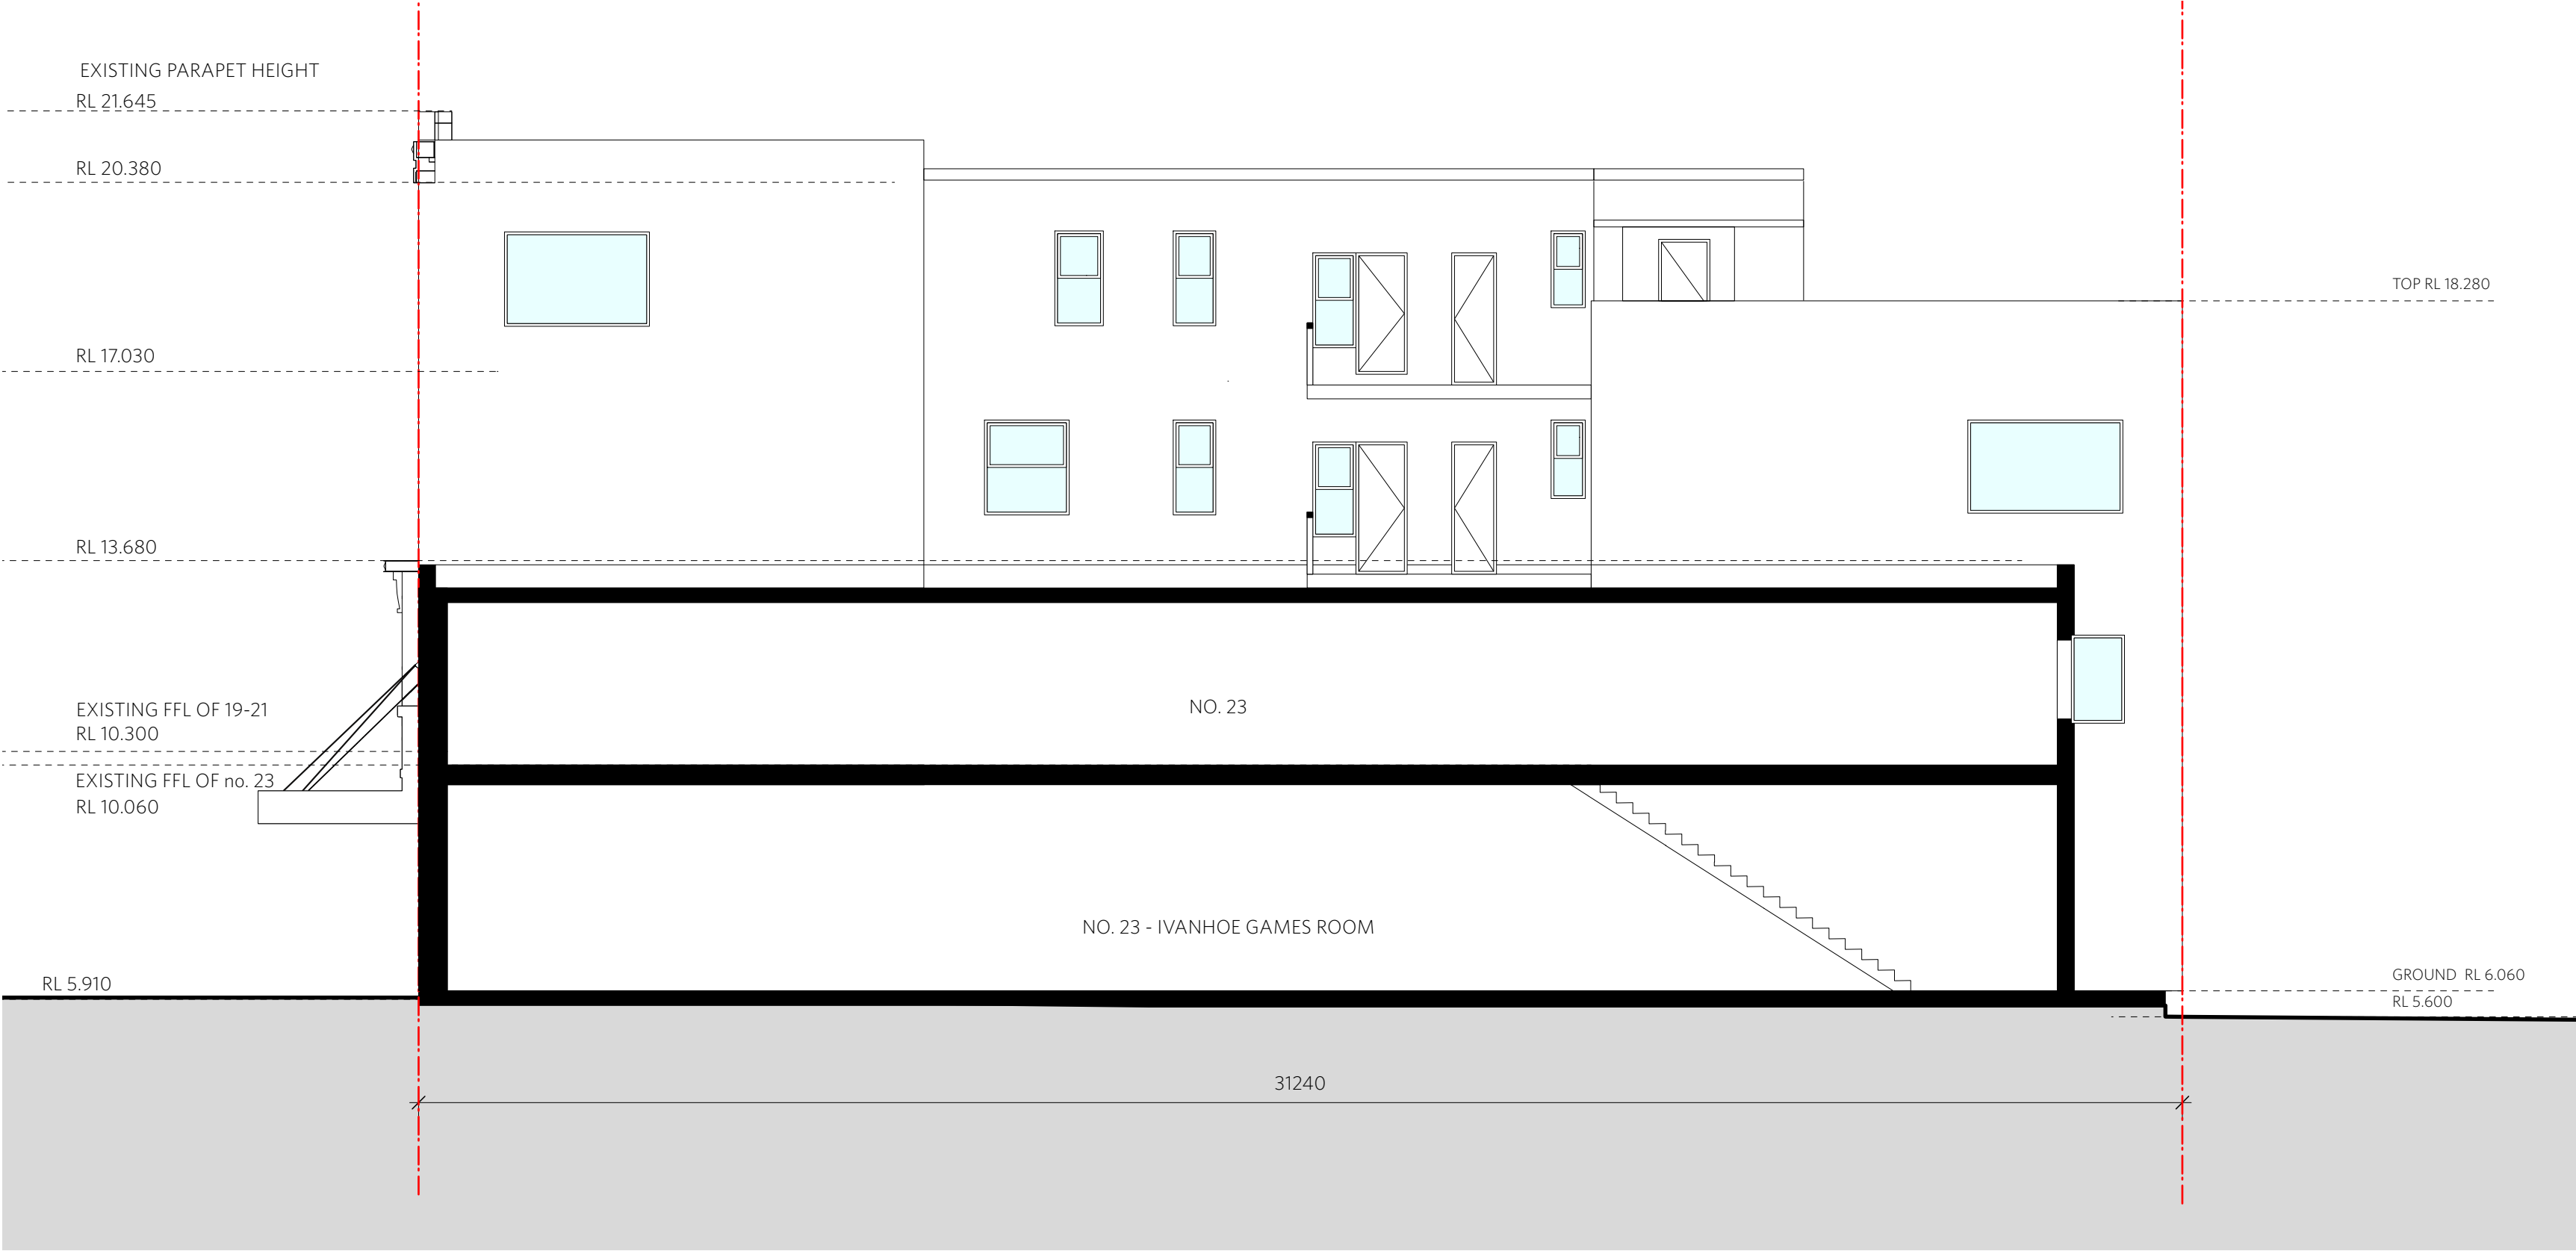 EXISTING PARAPET HEIGHT
RL 21.645
RL 20.380
TOP RL 18.280
RL 17.030
RL 13.680
EXISTING FFL OF 19-21
RL 10.300
NO. 23
EXISTING FFL OF no. 23
RL 10.060
NO. 23 - IVANHOE GAMES ROOM
RL 5.910
GROUND RL 6.060
RL 5.600
31240